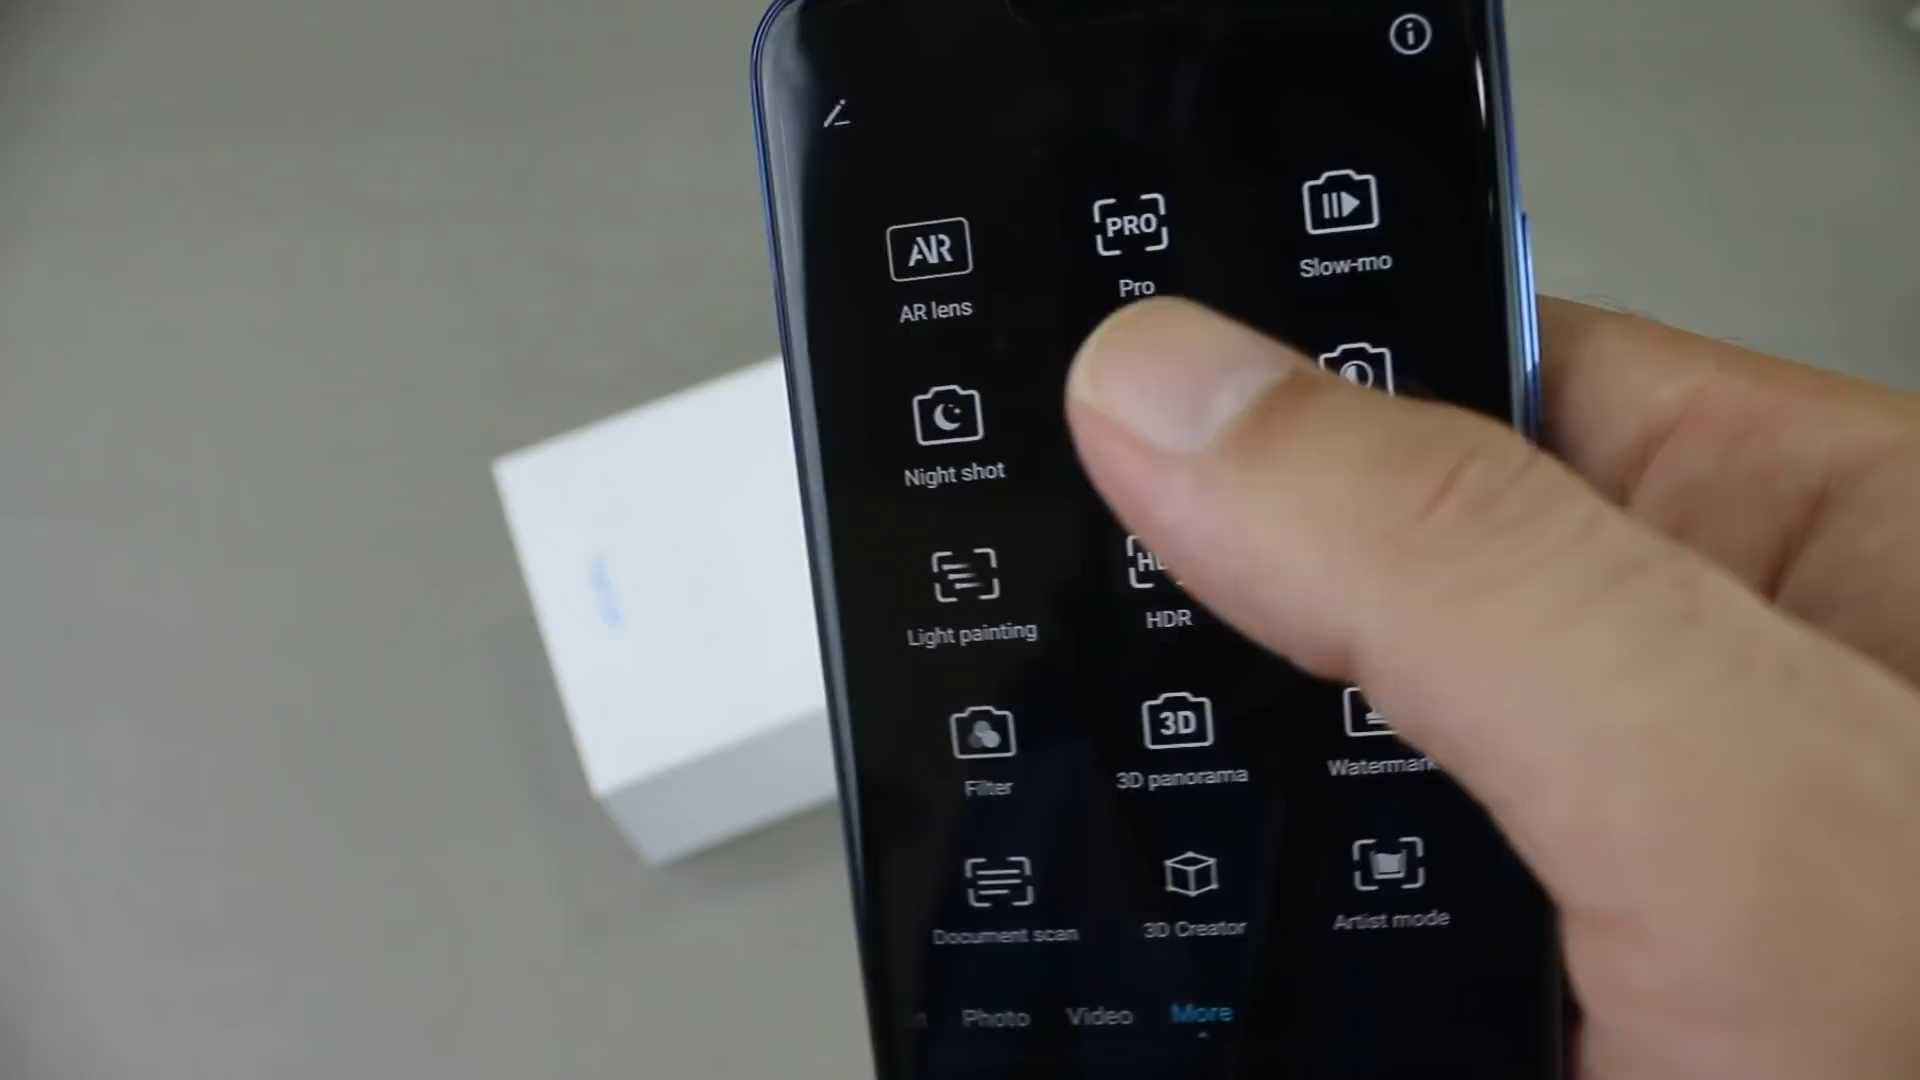 AR
PRO
AR lens
Pro
Slow-mo
Night shot
Light painting
HDR
3D
Filter
3D panorama
Watermark
Document scan
3D Creator
Artist mode
Photo
Video
More